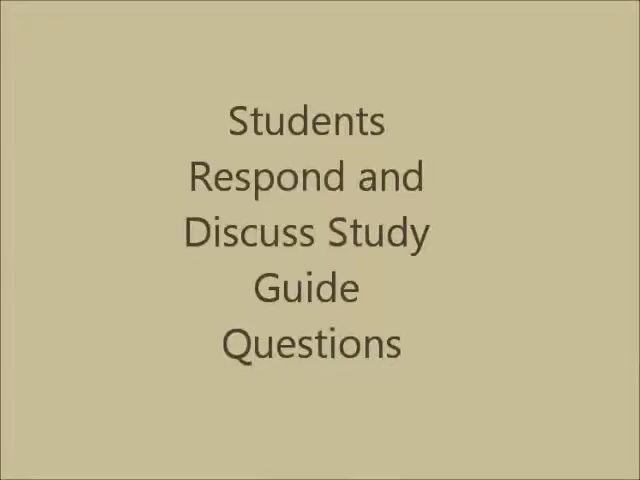 Students
Respond and
Discuss Study
Guide
Questions